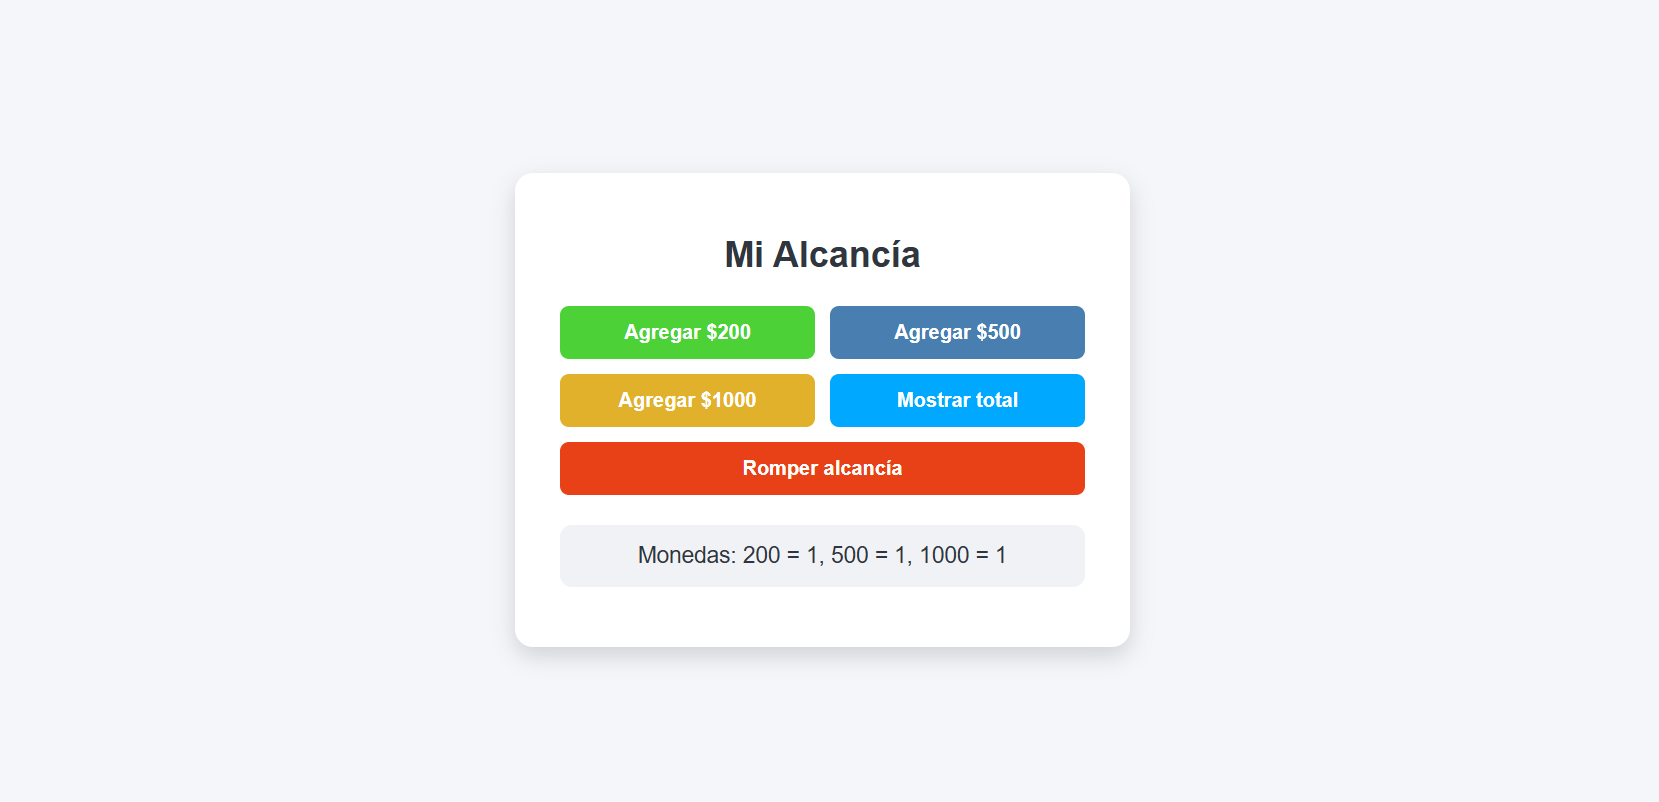 Mi Alcancía
Agregar $200
Agregar $500
Agregar $1000
Mostrar total
Romper alcancía
Monedas: 200 = 1, 500 = 1, 1000 = 1